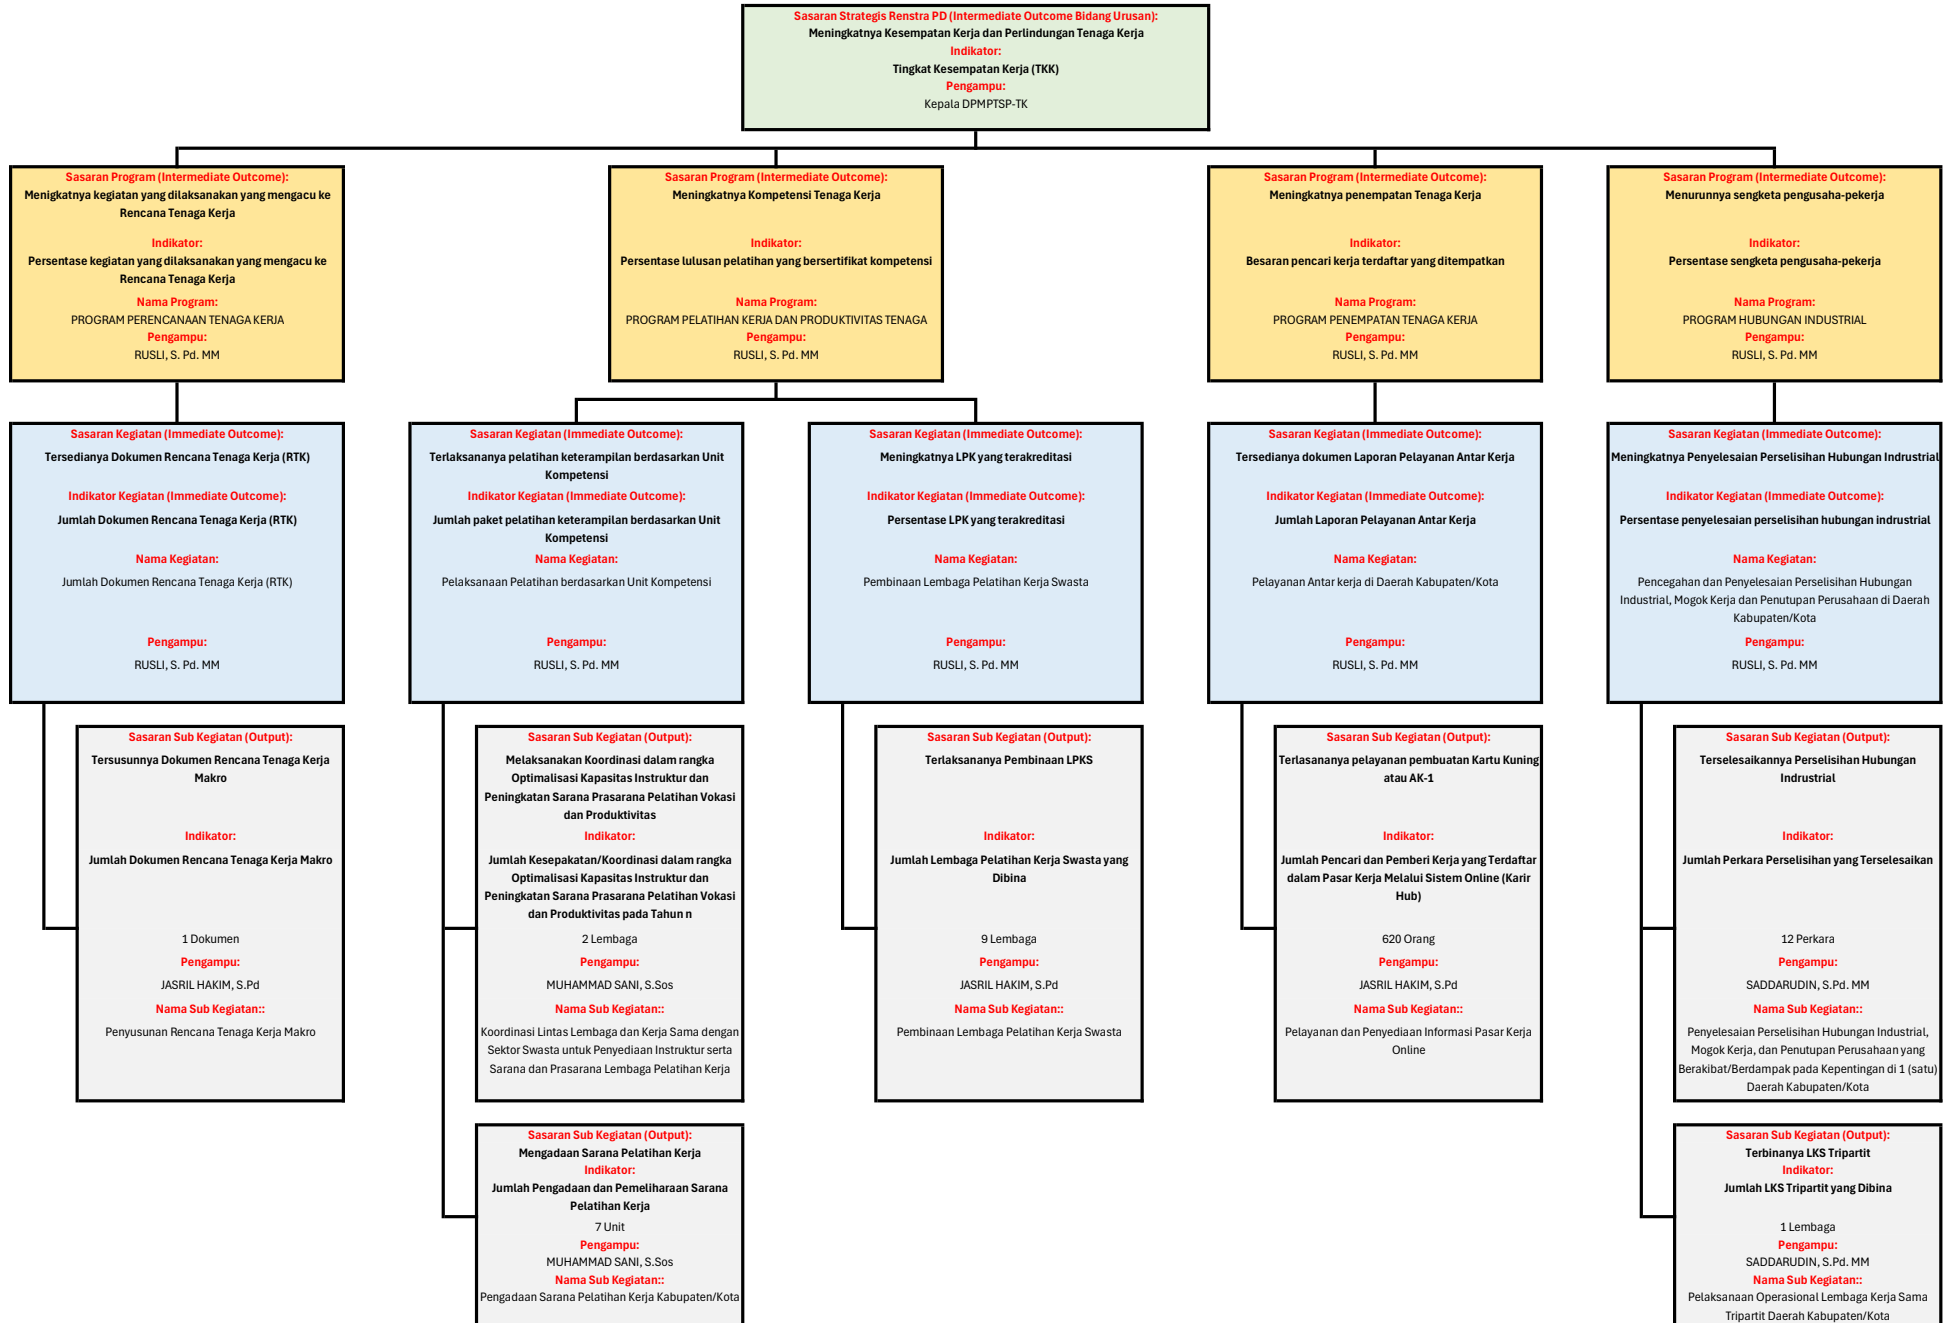 Sasaran Strategis Renstra PD (Intermediate Outcome Bidang Urusan):
Meningkatnya Kesempatan Kerja dan Perlindungan Tenaga Kerja
Indikator:
Tingkat Kesempatan Kerja (TKK)
Pengampu:
Kepala DPMPTSP-TK
Sasaran Program (Intermediate Outcome):
Menigkatnya kegiatan yang dilaksanakan yang mengacu ke
Rencana Tenaga Kerja
Indikator:
Persentase kegiatan yang dilaksanakan yang mengacu ke
Rencana Tenaga Kerja
Nama Program:
PROGRAM PERENCANAAN TENAGA KERJA
Pengampu:
RUSLI, S. Pd. MM
Sasaran Program (Intermediate Outcome):
Meningkatnya Kompetensi Tenaga Kerja
Indikator:
Persentase lulusan pelatihan yang bersertifikat kompetensi
Nama Program:
PROGRAM PELATIHAN KERJA DAN PRODUKTIVITAS TENAGA
Pengampu:
RUSLI, S. Pd. MM
Sasaran Program (Intermediate Outcome):
Meningkatnya penempatan Tenaga Kerja
Indikator:
Besaran pencari kerja terdaftar yang ditempatkan
Nama Program:
PROGRAM PENEMPATAN TENAGA KERJA
Pengampu:
RUSLI, S. Pd. MM
Sasaran Program (Intermediate Outcome):
Menurunnya sengketa pengusaha-pekerja
Indikator:
Persentase sengketa pengusaha-pekerja
Nama Program:
PROGRAM HUBUNGAN INDUSTRIAL
Pengampu:
RUSLI, S. Pd. MM
Sasaran Kegiatan (Immediate Outcome):
Tersedianya Dokumen Rencana Tenaga Kerja (RTK)
Indikator Kegiatan (Immediate Outcome):
Jumlah Dokumen Rencana Tenaga Kerja (RTK)
Nama Kegiatan:
Jumlah Dokumen Rencana Tenaga Kerja (RTK)
Pengampu:
RUSLI, S. Pd. MM
Sasaran Kegiatan (Immediate Outcome):
Terlaksananya pelatihan keterampilan berdasarkan Unit
Kompetensi
Indikator Kegiatan (Immediate Outcome):
Jumlah paket pelatihan keterampilan berdasarkan Unit
Kompetensi
Nama Kegiatan:
Pelaksanaan Pelatihan berdasarkan Unit Kompetensi
Pengampu:
RUSLI, S. Pd. MM
Sasaran Kegiatan (Immediate Outcome):
Meningkatnya LPK yang terakreditasi
Indikator Kegiatan (Immediate Outcome):
Persentase LPK yang terakreditasi
Nama Kegiatan:
Pembinaan Lembaga Pelatihan Kerja Swasta
Pengampu:
RUSLI, S. Pd. MM
Sasaran Kegiatan (Immediate Outcome):
Tersedianya dokumen Laporan Pelayanan Antar Kerja
Indikator Kegiatan (Immediate Outcome):
Jumlah Laporan Pelayanan Antar Kerja
Nama Kegiatan:
Pelayanan Antar kerja di Daerah Kabupaten/Kota
Pengampu:
RUSLI, S. Pd. MM
Sasaran Kegiatan (Immediate Outcome):
Meningkatnya Penyelesaian Perselisihan Hubungan Indrustrial
Indikator Kegiatan (Immediate Outcome):
Persentase penyelesaian perselisihan hubungan indrustrial
Nama Kegiatan:
Pencegahan dan Penyelesaian Perselisihan Hubungan
Industrial, Mogok Kerja dan Penutupan Perusahaan di Daerah
Kabupaten/Kota
Pengampu:
RUSLI, S. Pd. MM
Sasaran Sub Kegiatan (Output):
Tersusunnya Dokumen Rencana Tenaga Kerja
Makro
Indikator:
Jumlah Dokumen Rencana Tenaga Kerja Makro
1 Dokumen
Pengampu:
JASRIL HAKIM, S.Pd
Nama Sub Kegiatan::
Penyusunan Rencana Tenaga Kerja Makro
Sasaran Sub Kegiatan (Output):
Melaksanakan Koordinasi dalam rangka
Optimalisasi Kapasitas Instruktur dan
Peningkatan Sarana Prasarana Pelatihan Vokasi
dan Produktivitas
Indikator:
Jumlah Kesepakatan/Koordinasi dalam rangka
Optimalisasi Kapasitas Instruktur dan
Peningkatan Sarana Prasarana Pelatihan Vokasi
dan Produktivitas pada Tahun n
2 Lembaga
Pengampu:
MUHAMMAD SANI, S.Sos
Nama Sub Kegiatan::
Koordinasi Lintas Lembaga dan Kerja Sama dengan
Sektor Swasta untuk Penyediaan Instruktur serta
Sarana dan Prasarana Lembaga Pelatihan Kerja
Sasaran Sub Kegiatan (Output):
Terlaksananya Pembinaan LPKS
Indikator:
Jumlah Lembaga Pelatihan Kerja Swasta yang
Dibina
9 Lembaga
Pengampu:
JASRIL HAKIM, S.Pd
Nama Sub Kegiatan::
Pembinaan Lembaga Pelatihan Kerja Swasta
Sasaran Sub Kegiatan (Output):
Terlasananya pelayanan pembuatan Kartu Kuning
atau AK-1
Indikator:
Jumlah Pencari dan Pemberi Kerja yang Terdaftar
dalam Pasar Kerja Melalui Sistem Online (Karir
Hub)
620 Orang
Pengampu:
JASRIL HAKIM, S.Pd
Nama Sub Kegiatan::
Pelayanan dan Penyediaan Informasi Pasar Kerja
Online
Sasaran Sub Kegiatan (Output):
Terselesaikannya Perselisihan Hubungan
Indrustrial
Indikator:
Jumlah Perkara Perselisihan yang Terselesaikan
12 Perkara
Pengampu:
SADDARUDIN, S.Pd. MM
Nama Sub Kegiatan::
Penyelesaian Perselisihan Hubungan Industrial,
Mogok Kerja, dan Penutupan Perusahaan yang
Berakibat/Berdampak pada Kepentingan di 1 (satu)
Daerah Kabupaten/Kota
Sasaran Sub Kegiatan (Output):
Mengadaan Sarana Pelatihan Kerja
Indikator:
Jumlah Pengadaan dan Pemeliharaan Sarana
Pelatihan Kerja
7 Unit
Pengampu:
MUHAMMAD SANI, S.Sos
Nama Sub Kegiatan::
Pengadaan Sarana Pelatihan Kerja Kabupaten/Kota
Sasaran Sub Kegiatan (Output):
Terbinanya LKS Tripartit
Indikator:
Jumlah LKS Tripartit yang Dibina
1 Lembaga
Pengampu:
SADDARUDIN, S.Pd. MM
Nama Sub Kegiatan::
Pelaksanaan Operasional Lembaga Kerja Sama
Tripartit Daerah Kabupaten/Kota